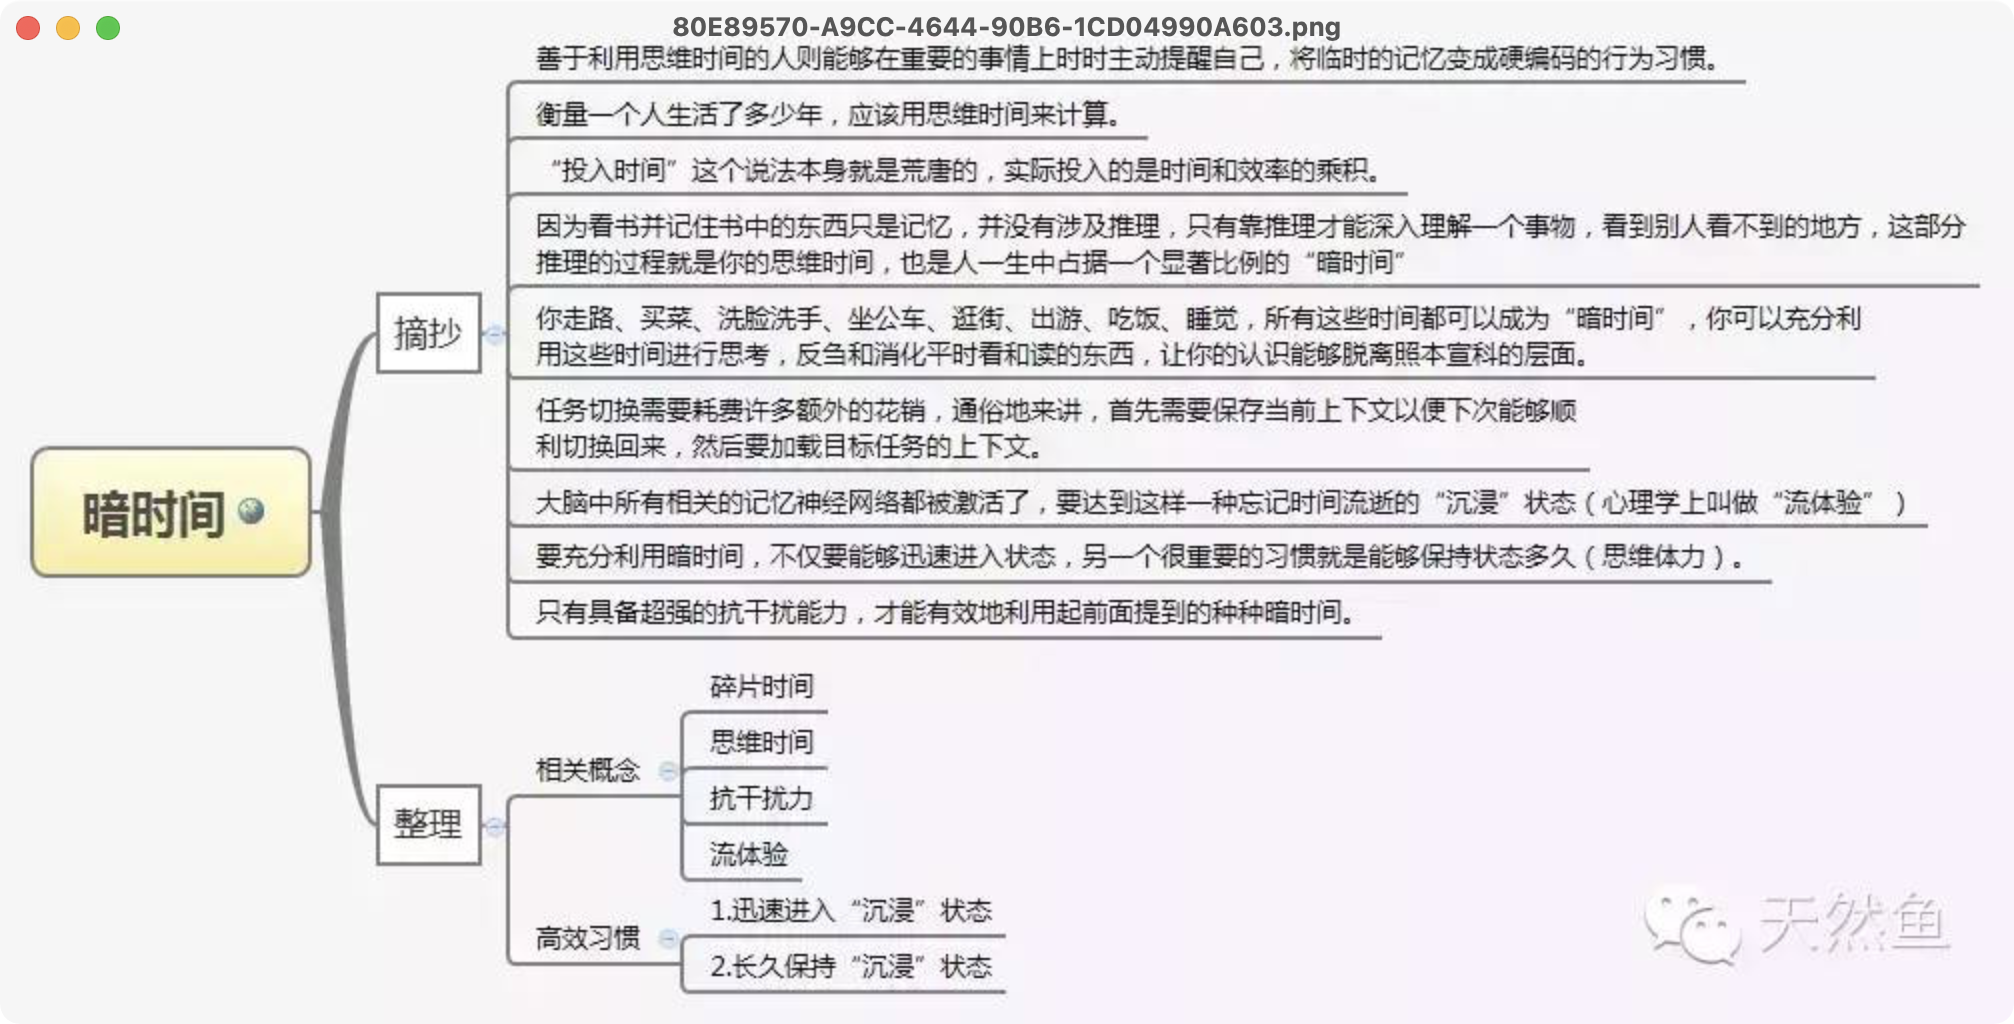 80E89570-A9CC-4644-90B6-1CD04990A603.png
善于利用思维时间的人则能够在重要的事情上时时主动提醒自己，将临时的记忆变成硬编码的行为习惯。
衡量一个人生活了多少年，应该用思维时间来计算。
“投入时间”这个说法本身就是荒唐的，实际投入的是时间和效率的乘积。
因为看书并记住书中的东西只是记忆，并没有涉及推理，只有靠推理才能深入理解一个事物，看到别人看不到的地方，这部分
推理的过程就是你的思维时间，也是人一生中占据一个显著比例的“暗时间”
摘抄
你走路、买菜、洗脸洗手、坐公车、逛街、出游、吃饭、睡觉，所有这些时间都可以成为“暗时间”，你可以充分利
用这些时间进行思考，反刍和消化平时看和读的东西，让你的认识能够脱离照本宣科的层面。
任务切换需要耗费许多额外的花销，通俗地来讲，首先需要保存当前上下文以便下次能够顺
利切换回来，然后要加载目标任务的上下文。
暗时间
大脑中所有相关的记忆神经网络都被激活了，要达到这样一种忘记时间流逝的“沉浸”状态（心理学上叫做“流体验”）
要充分利用暗时间，不仅要能够迅速进入状态，另一个很重要的习惯就是能够保持状态多久（思维体力）。
只有具备超强的抗干扰能力，才能有效地利用起前面提到的种种暗时间。
整理
相关概念
碎片时间
思维时间
抗干扰力
流体验
高效习惯
1.迅速进入“沉浸”状态
2.长久保持“沉浸”状态
天然鱼